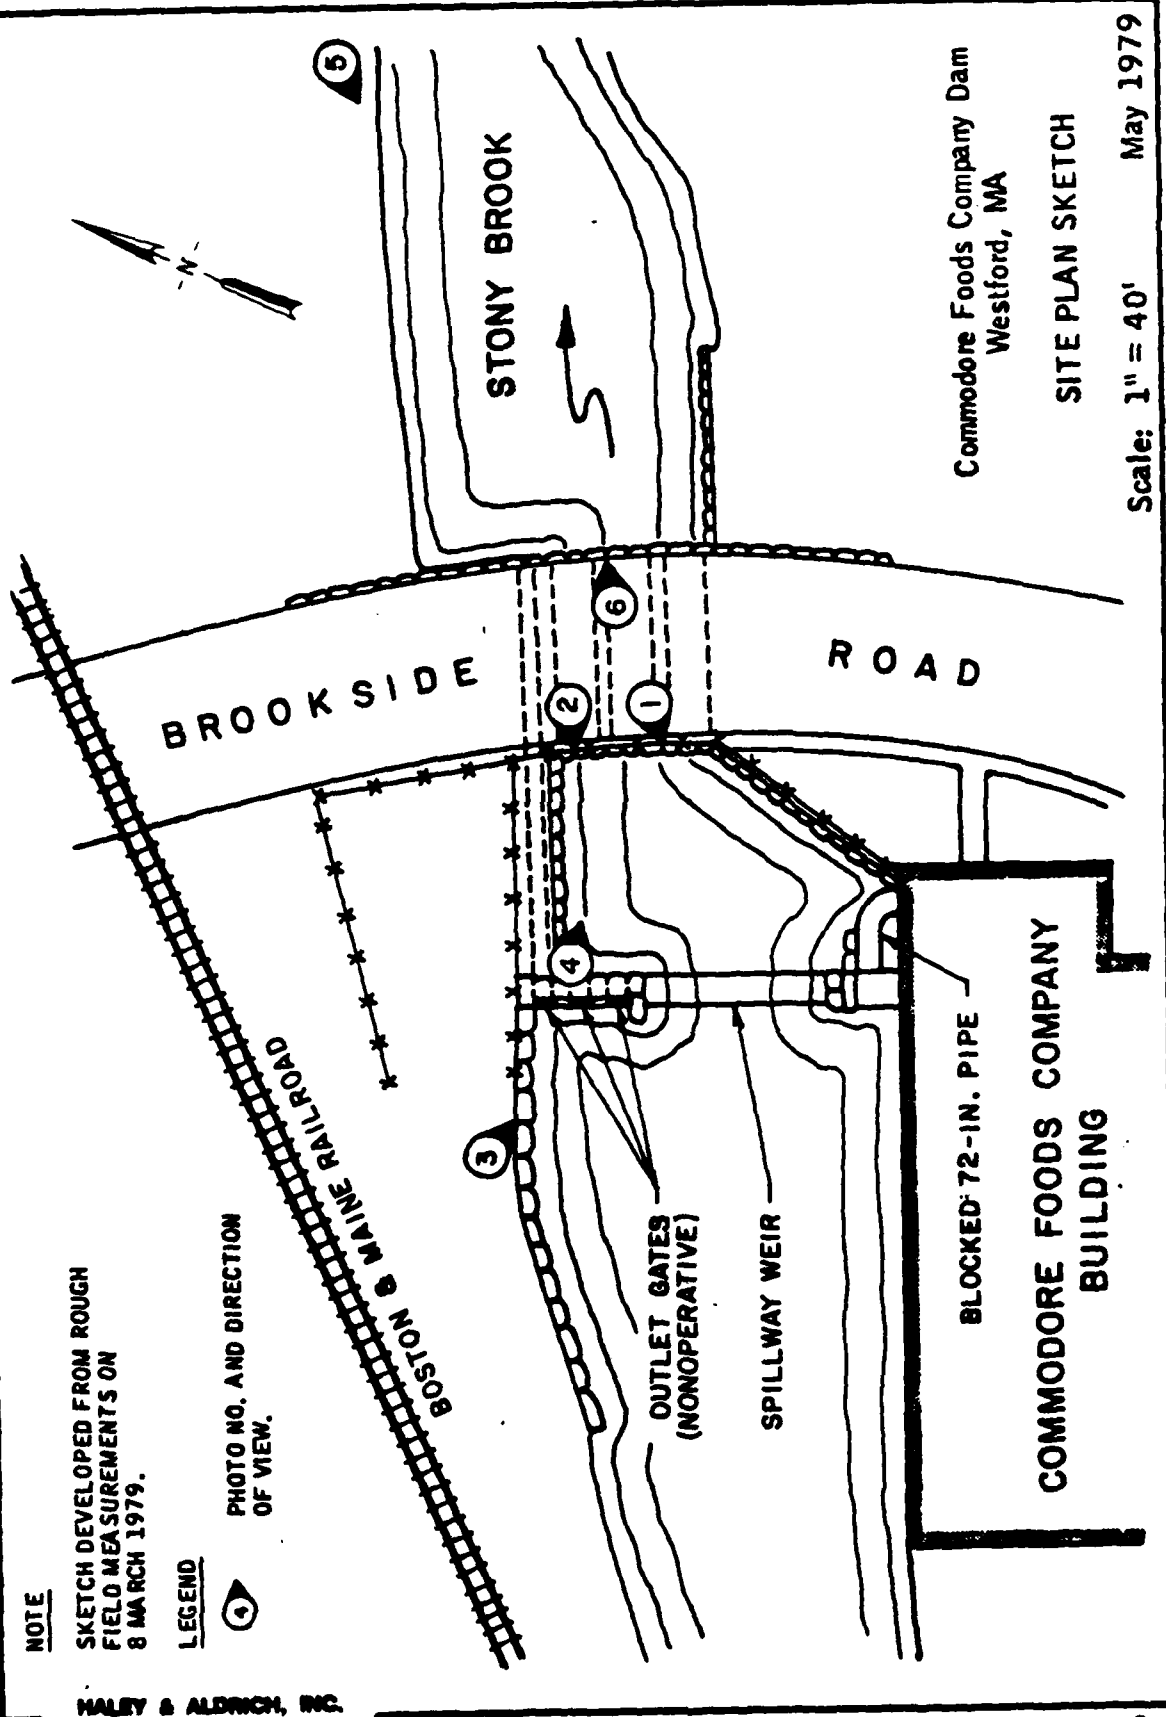 NOTE
SKETCH DEVELOPED FROM ROUGH
FIELD MEASUREMENTS ON
8 MARCH 1979.
LEGEND
4
PHOTO NO. AND DIRECTION
OF VIEW.
HALEY & ALDRICH, INC.
BOSTON & MAINE RAILROAD
BROOKSIDE ROAD
N
5
STONY BROOK
6
2
1
4
3
OUTLET GATES
(NONOPERATIVE)
SPILLWAY WEIR
BLOCKED 72-IN. PIPE
COMMODORE FOODS COMPANY
BUILDING
Commodore Foods Company Dam
Westford, MA
SITE PLAN SKETCH
Scale: 1" = 40' May 1979